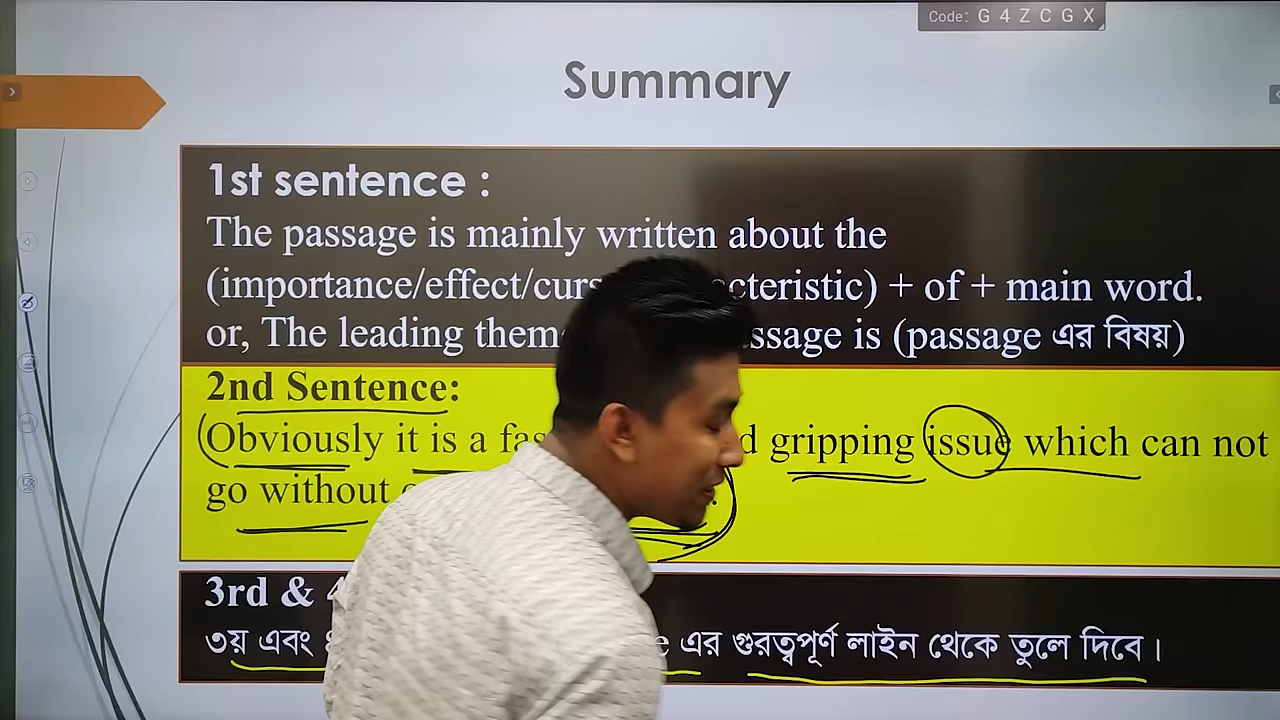 Code: G 4 Z C G X
Summary
1st sentence :
The passage is mainly written about the
(importance/effect/curs cteristic) + of + main word.
or, The leading them ssage is (passage এর বিষয়)
2nd Sentence:
Obviously it is a fas d gripping issue which can not
go without
3rd & 4
৩য় এবং এর গুরত্বপূর্ণ লাইন থেকে তুলে দিবে।